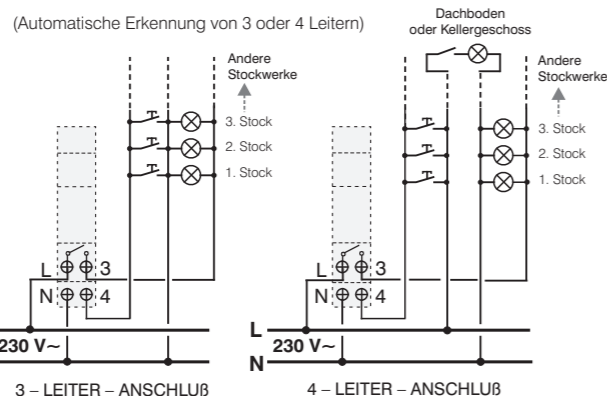 (Automatische Erkennung von 3 oder 4 Leitern)
Andere
Stockwerke
3. Stock
2. Stock
1. Stock
L 3
N 4
230 V~
3 – LEITER – ANSCHLUß
Dachboden
oder Kellergeschoss
Andere
Stockwerke
3. Stock
2. Stock
1. Stock
L 3
N 4
L
230 V~
N
4 – LEITER – ANSCHLUß